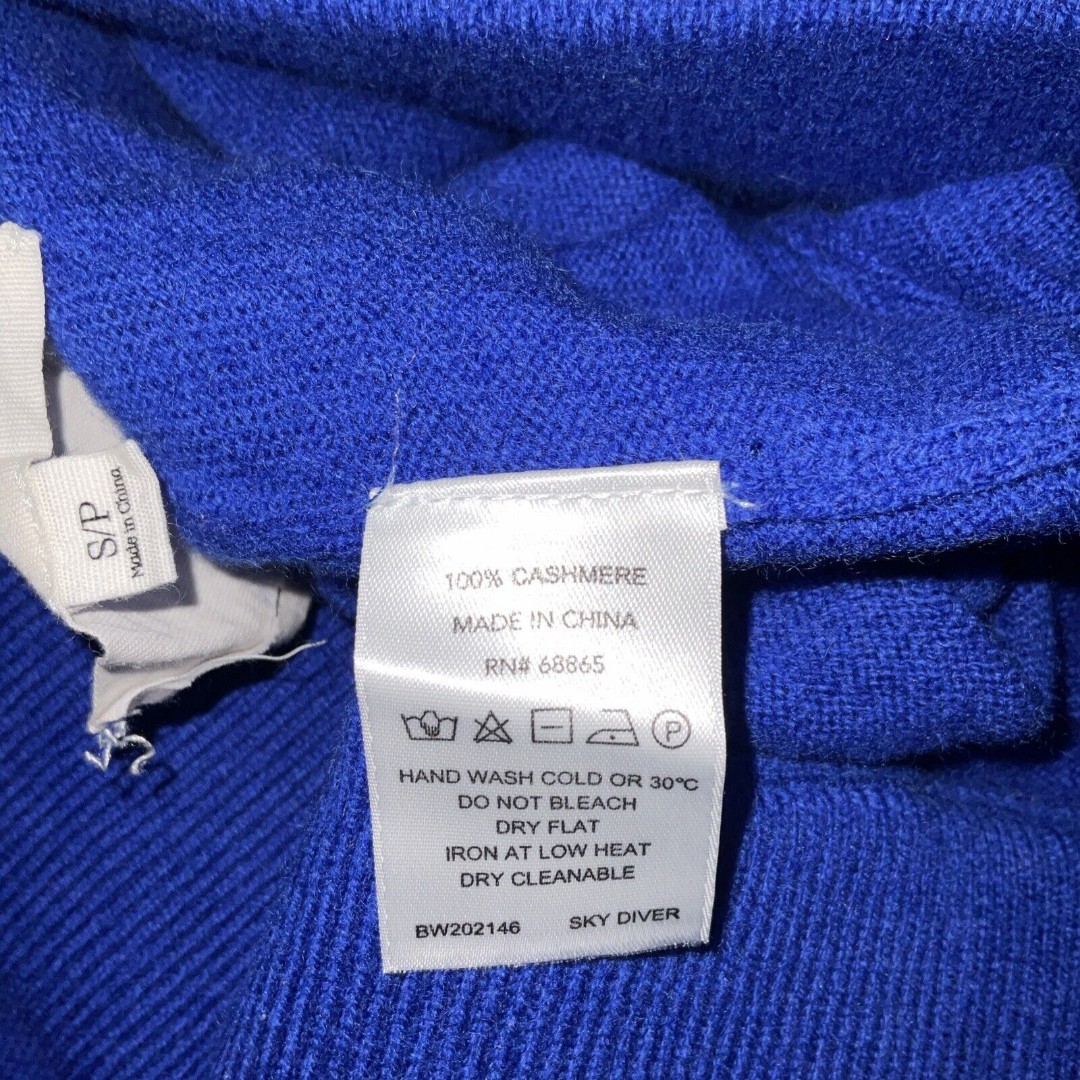 S/P
Made in China
100% CASHMERE
MADE IN CHINA
RN# 68865
P
HAND WASH COLD OR 30°C
DO NOT BLEACH
DRY FLAT
IRON AT LOW HEAT
DRY CLEANABLE
BW202146 SKY DIVER